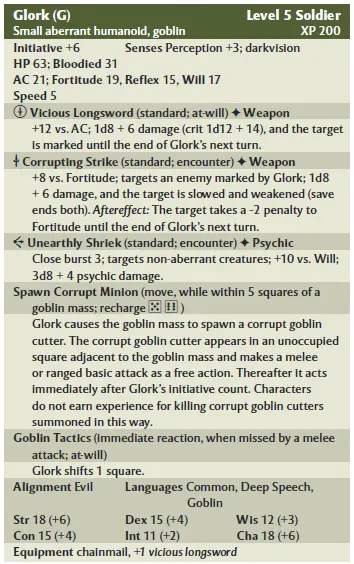 Glork (G) Level 5 Soldier
Small aberrant humanoid, goblin XP 200
Initiative +6 Senses Perception +3; darkvision
HP 63; Bloodied 31
AC 21; Fortitude 19, Reflex 15, Will 17
Speed 5
Vicious Longsword (standard; at-will) ✦ Weapon
+12 vs. AC; 1d8 + 6 damage (crit 1d12 + 14), and the target
is marked until the end of Glork's next turn.
Corrupting Strike (standard; encounter) ✦ Weapon
+8 vs. Fortitude; targets an enemy marked by Glork; 1d8
+ 6 damage, and the target is slowed and weakened (save
ends both). Aftereffect: The target takes a -2 penalty to
Fortitude until the end of Glork's next turn.
Unearthly Shriek (standard; encounter) ✦ Psychic
Close burst 3; targets non-aberrant creatures; +10 vs. Will;
3d8 + 4 psychic damage.
Spawn Corrupt Minion (move, while within 5 squares of a
goblin mass; recharge ⚄ ⚅ )
Glork causes the goblin mass to spawn a corrupt goblin
cutter. The corrupt goblin cutter appears in an unoccupied
square adjacent to the goblin mass and makes a melee
or ranged basic attack as a free action. Thereafter it acts
immediately after Glork's initiative count. Characters
do not earn experience for killing corrupt goblin cutters
summoned in this way.
Goblin Tactics (immediate reaction, when missed by a melee
attack; at-will)
Glork shifts 1 square.
Alignment Evil Languages Common, Deep Speech,
Goblin
Str 18 (+6) Dex 15 (+4) Wis 12 (+3)
Con 15 (+4) Int 11 (+2) Cha 18 (+6)
Equipment chainmail, +1 vicious longsword